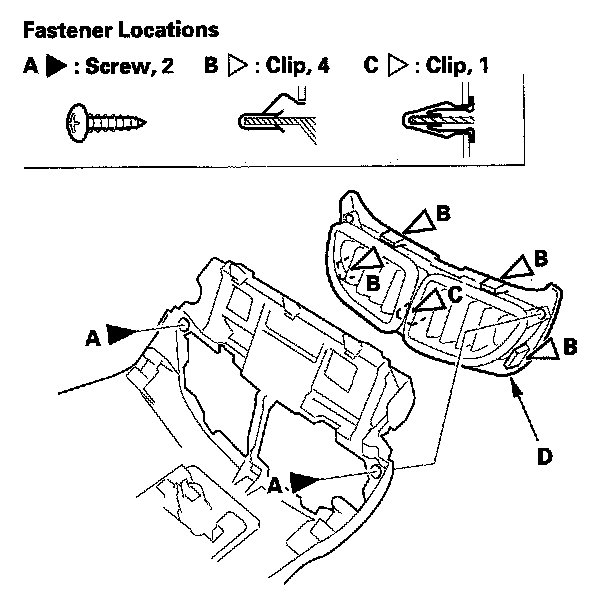 Fastener Locations
A ▶ : Screw, 2 B ▷ : Clip, 4 C ▷ : Clip, 1
B
B
B
C
A
B
D
A